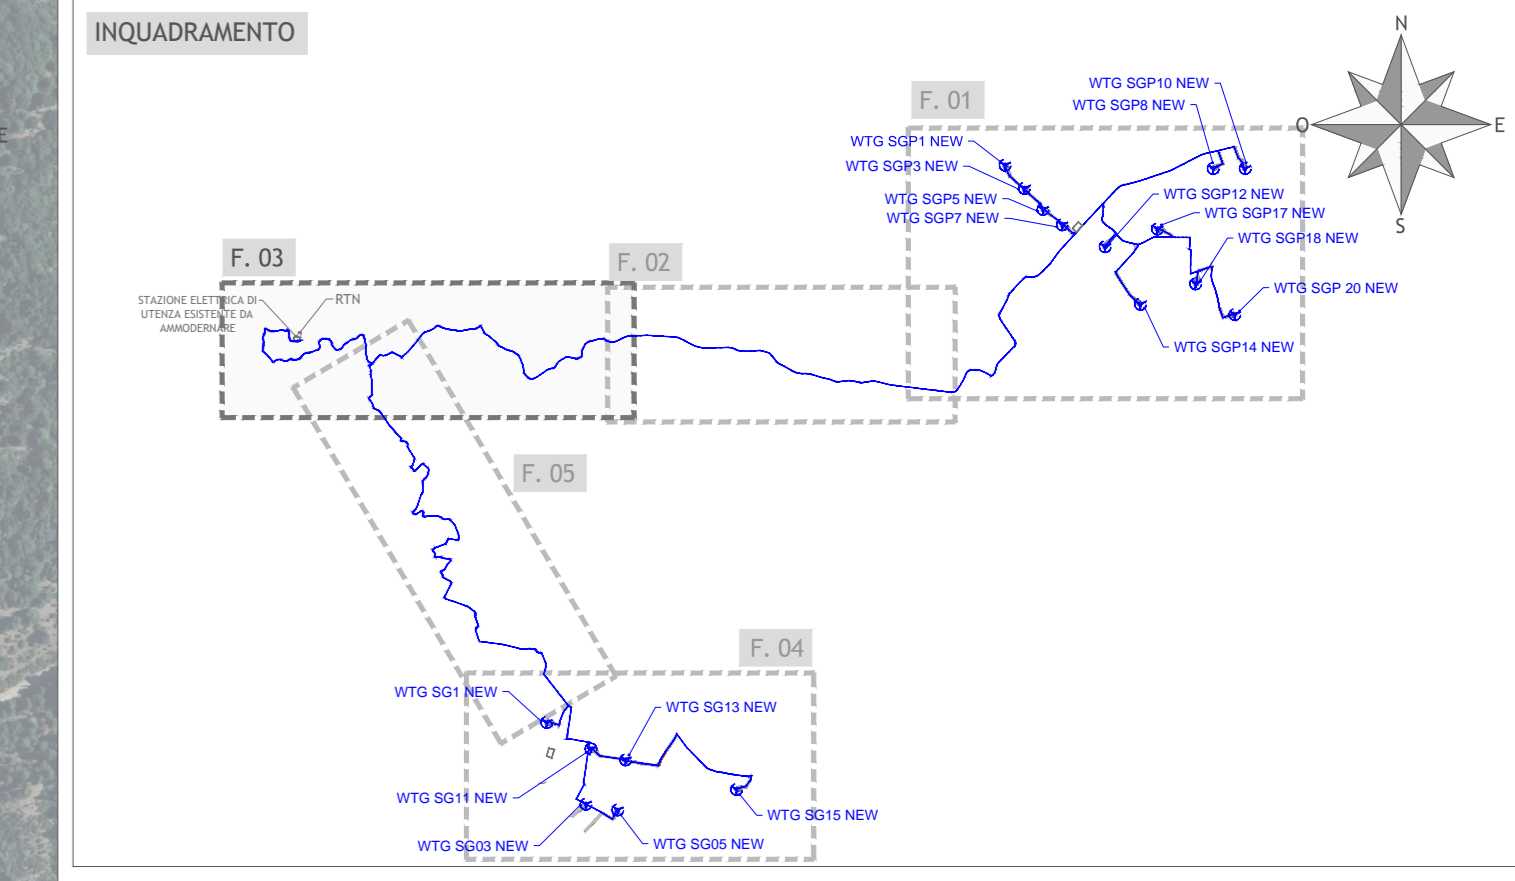 INQUADRAMENTO
N
O
E
S
F. 01
WTG SGP10 NEW
WTG SGP8 NEW
WTG SGP1 NEW
WTG SGP3 NEW
WTG SGP5 NEW
WTG SGP7 NEW
WTG SGP12 NEW
WTG SGP17 NEW
WTG SGP18 NEW
WTG SGP 20 NEW
WTG SGP14 NEW
F. 03
F. 02
STAZIONE ELETTRICA DI
UTENZA ESISTENTE DA
AMMODERNARE
RTN
F. 05
F. 04
WTG SG1 NEW
WTG SG13 NEW
WTG SG11 NEW
WTG SG15 NEW
WTG SG03 NEW
WTG SG05 NEW
E